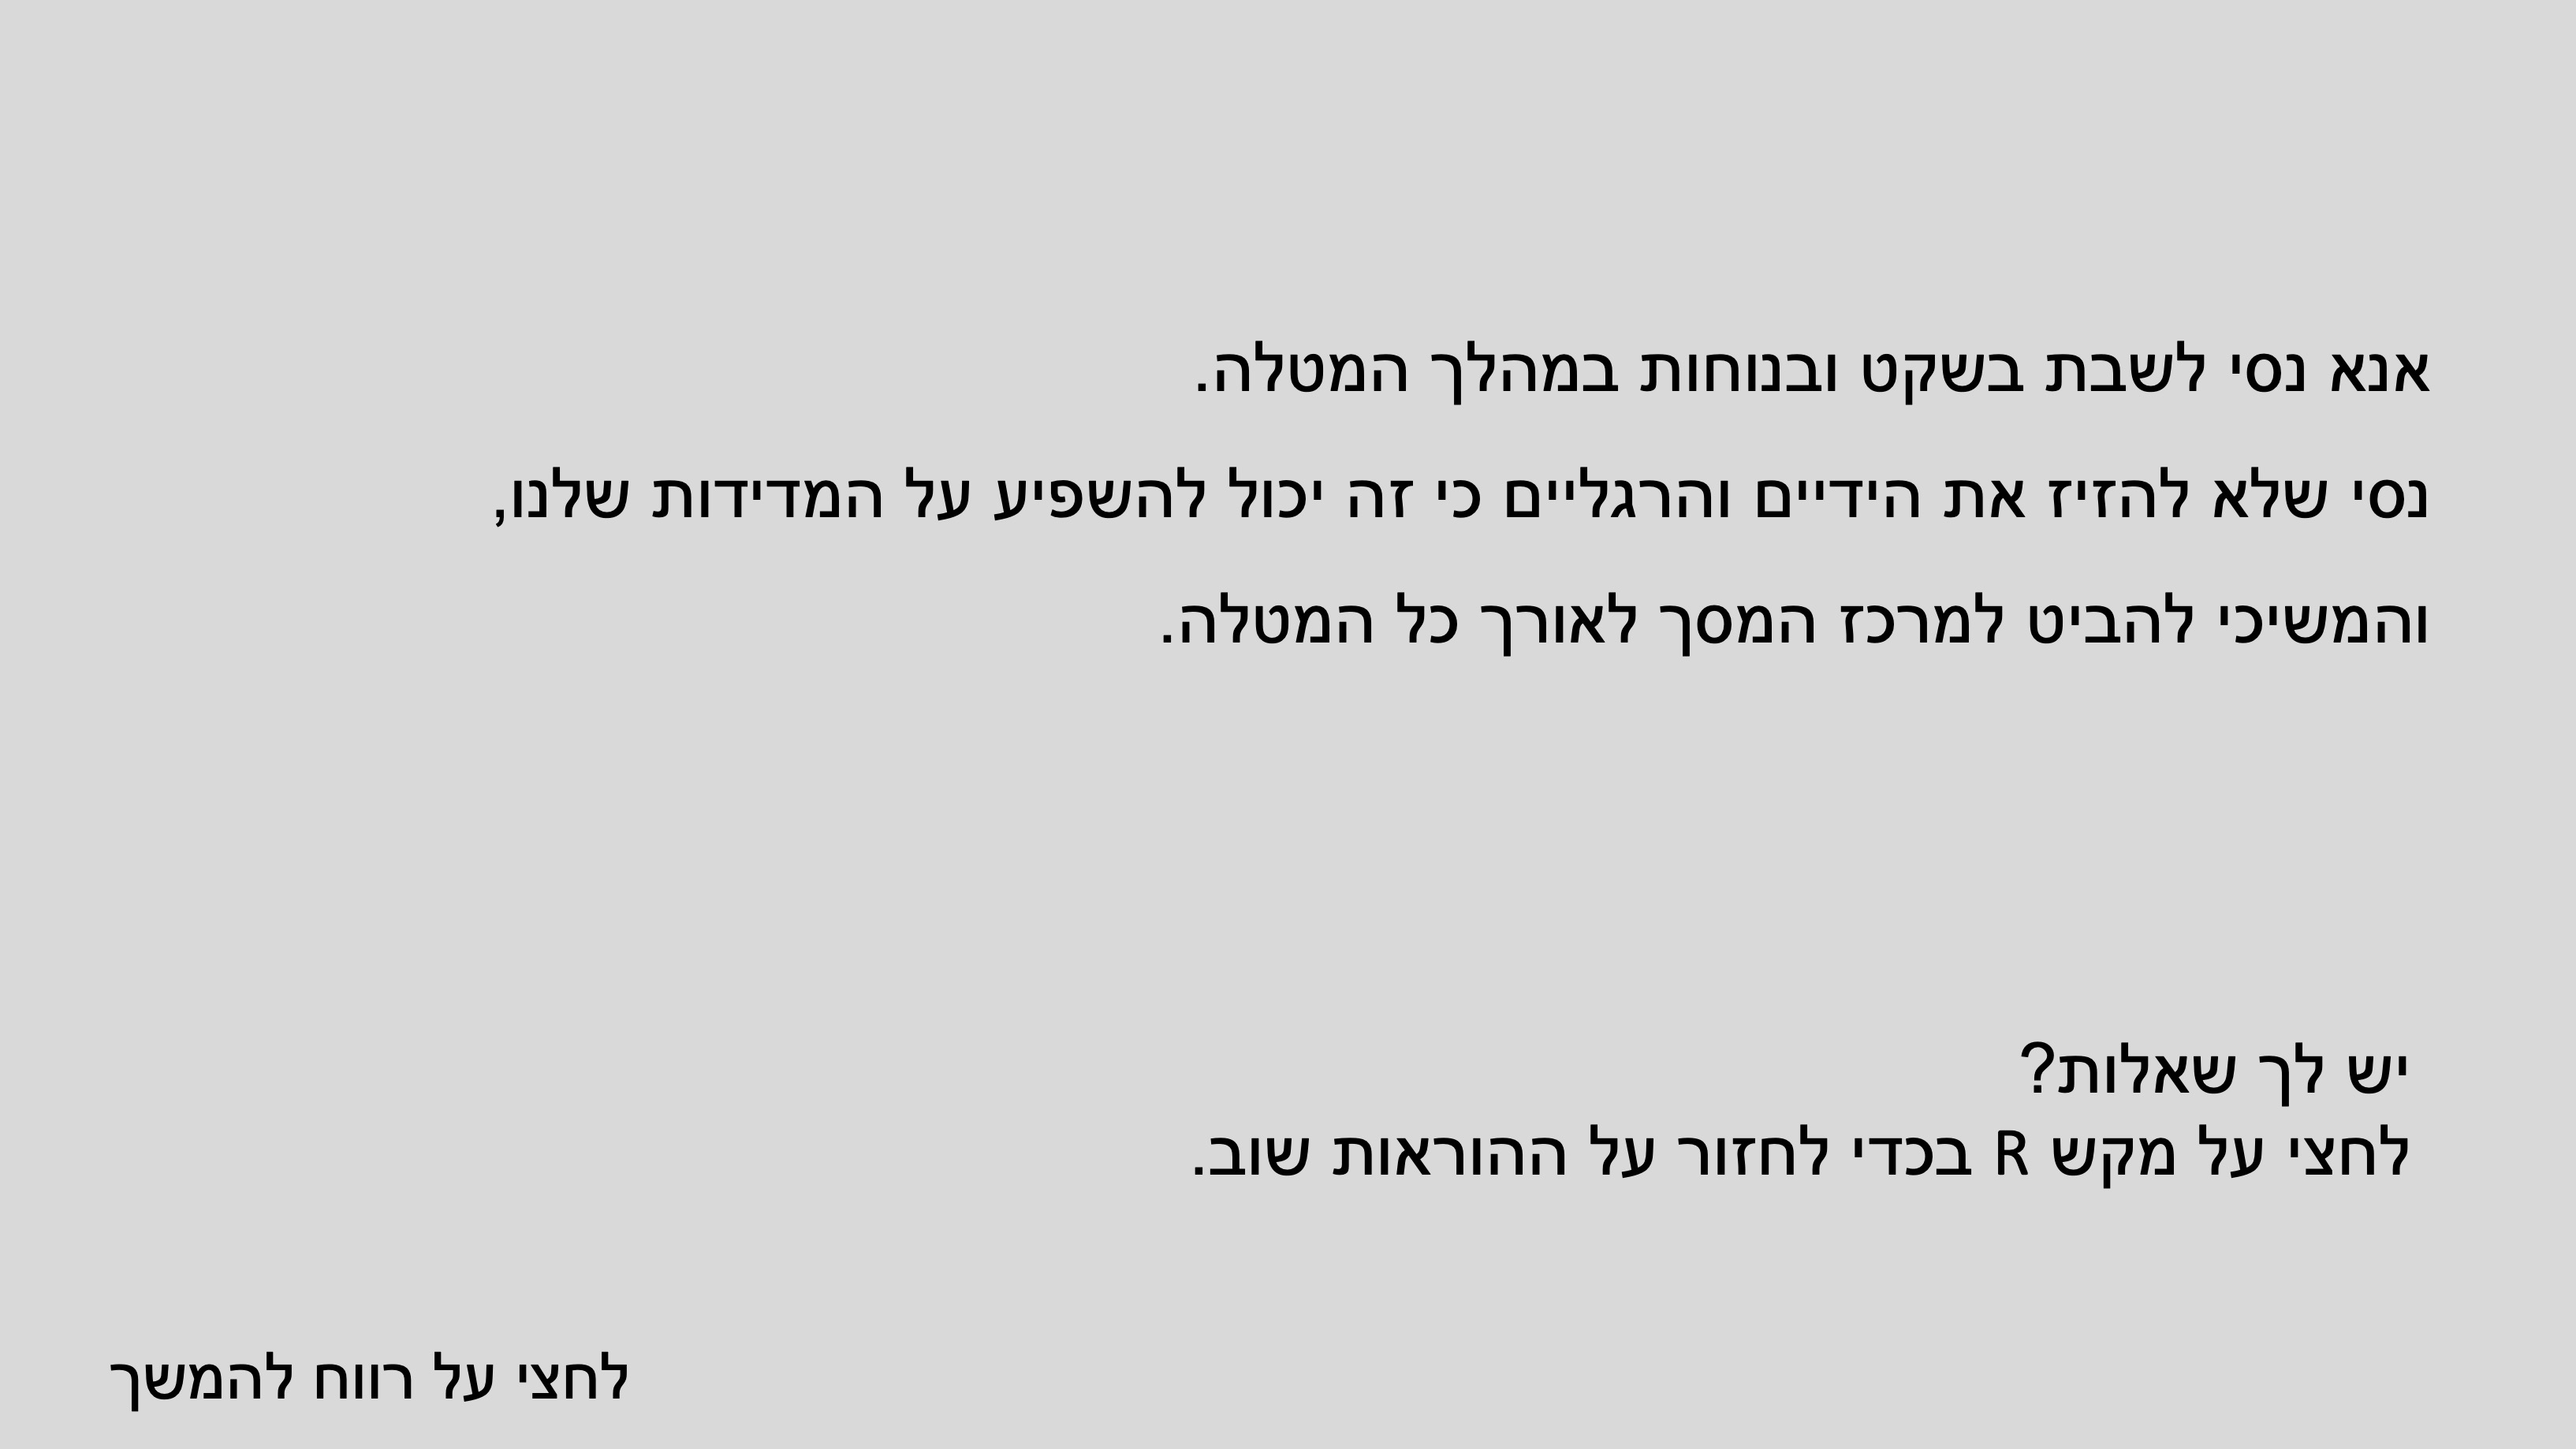 אנא נסי לשבת בשקט ובנוחות במהלך המטלה.
נסי שלא להזיז את הידיים והרגליים כי זה יכול להשפיע על המדידות שלנו,
והמשיכי להביט למרכז המסך לאורך כל המטלה.
יש לך שאלות?
לחצי על מקש R בכדי לחזור על ההוראות שוב.
לחצי על רווח להמשך